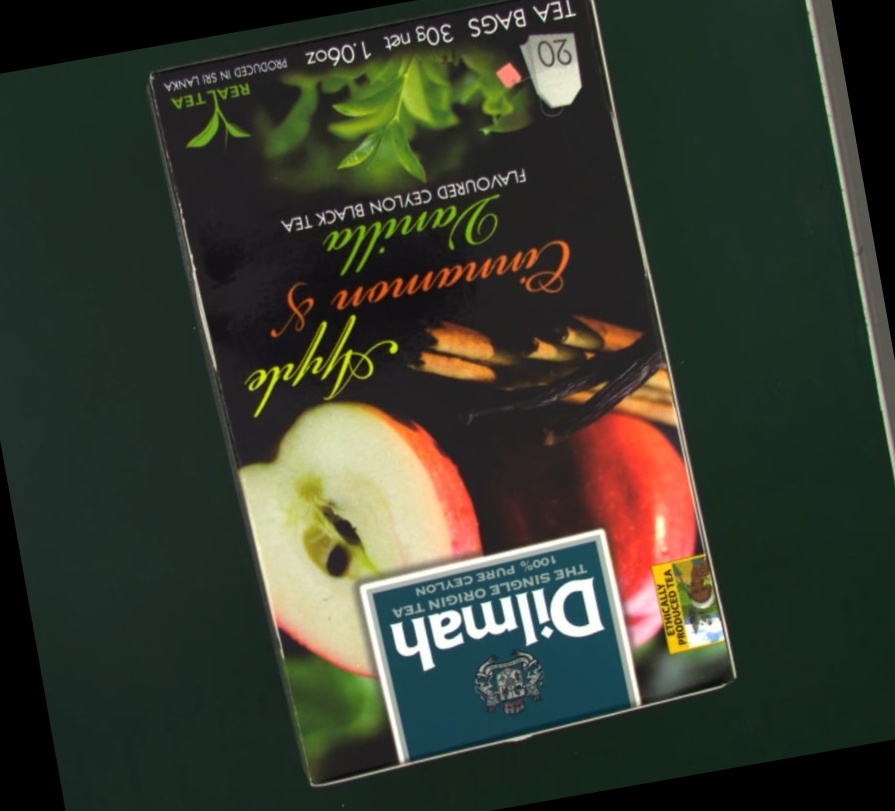 Dilmah
THE SINGLE ORIGIN TEA
100% PURE CEYLON
ETHICALLY
PRODUCED TEA
Apple
Cinnamon &
Vanilla
FLAVOURED CEYLON BLACK TEA
20
REAL TEA
PRODUCED IN SRI LANKA
TEA BAGS 30g net 1.06oz